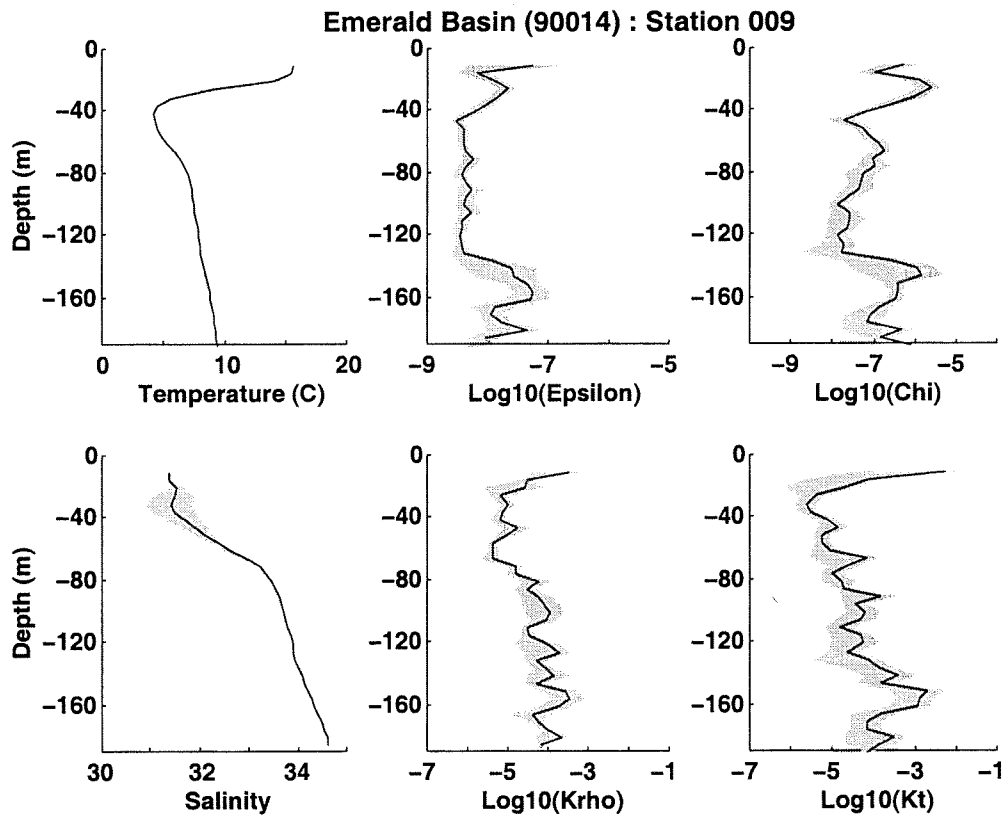 Emerald Basin (90014) : Station 009
Depth (m)
0
−40
−80
−120
−160
0 10 20
Temperature (C)
0
−40
−80
−120
−160
−9 −7 −5
Log10(Epsilon)
0
−40
−80
−120
−160
−9 −7 −5
Log10(Chi)
Depth (m)
0
−40
−80
−120
−160
30 32 34
Salinity
0
−40
−80
−120
−160
−7 −5 −3 −1
Log10(Krho)
0
−40
−80
−120
−160
−7 −5 −3 −1
Log10(Kt)